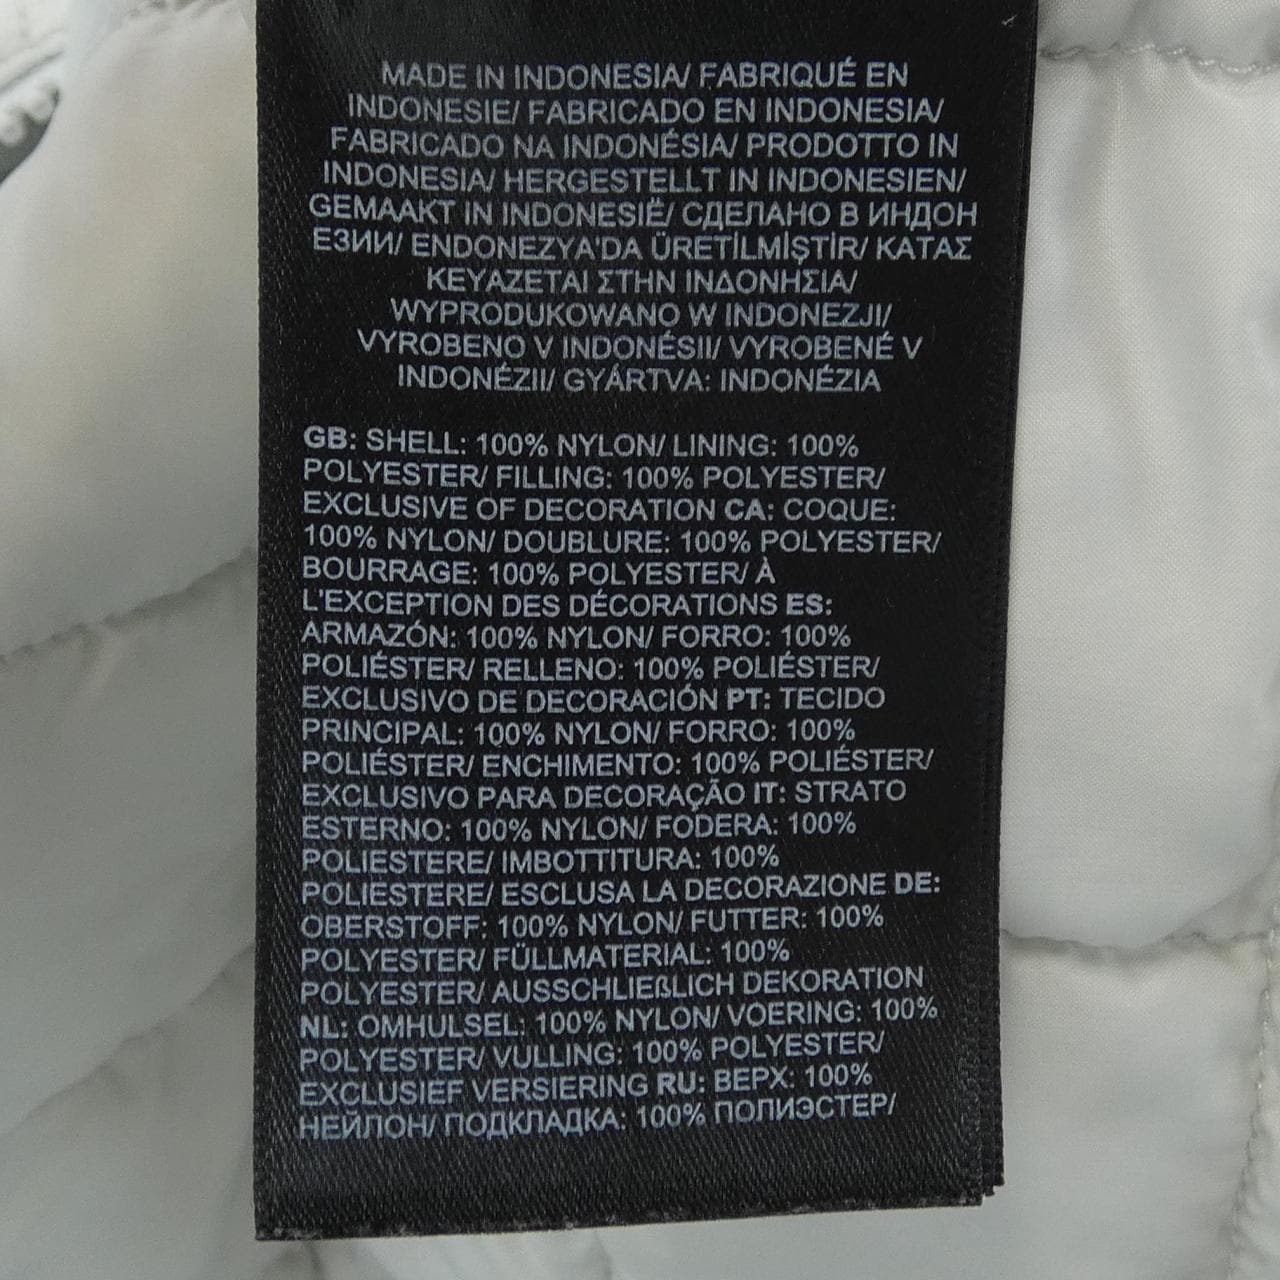 MADE IN INDONESIA/ FABRIQUÉ EN
INDONESIE/ FABRICADO EN INDONESIA/
FABRICADO NA INDONÉSIA/ PRODOTTO IN
INDONESIA/ HERGESTELLT IN INDONESIEN/
GEMAAKT IN INDONESIË/ СДЕЛАНО В ИНДОН
ЕЗИИ/ ENDONEZYA'DA ÜRETİLMİŞTİR/ ΚΑΤΑΣ
ΚΕΥΑΖΕΤΑΙ ΣΤΗΝ ΙΝΔΟΝΗΣΙΑ/
WYPRODUKOWANO W INDONEZJI/
VYROBENO V INDONÉSII/ VYROBENÉ V
INDONÉZII/ GYÁRTVA: INDONÉZIA
GB: SHELL: 100% NYLON/ LINING: 100%
POLYESTER/ FILLING: 100% POLYESTER/
EXCLUSIVE OF DECORATION CA: COQUE:
100% NYLON/ DOUBLURE: 100% POLYESTER/
BOURRAGE: 100% POLYESTER/ À
L'EXCEPTION DES DÉCORATIONS ES:
ARMAZÓN: 100% NYLON/ FORRO: 100%
POLIÉSTER/ RELLENO: 100% POLIÉSTER/
EXCLUSIVO DE DECORACIÓN PT: TECIDO
PRINCIPAL: 100% NYLON/ FORRO: 100%
POLIÉSTER/ ENCHIMENTO: 100% POLIÉSTER/
EXCLUSIVO PARA DECORAÇÃO IT: STRATO
ESTERNO: 100% NYLON/ FODERA: 100%
POLIESTERE/ IMBOTTITURA: 100%
POLIESTERE/ ESCLUSA LA DECORAZIONE DE:
OBERSTOFF: 100% NYLON/ FUTTER: 100%
POLYESTER/ FÜLLMATERIAL: 100%
POLYESTER/ AUSSCHLIEßLICH DEKORATION
NL: OMHULSEL: 100% NYLON/ VOERING: 100%
POLYESTER/ VULLING: 100% POLYESTER/
EXCLUSIEF VERSIERING RU: ВЕРХ: 100%
НЕЙЛОН/ ПОДКЛАДКА: 100% ПОЛИЭСТЕР/